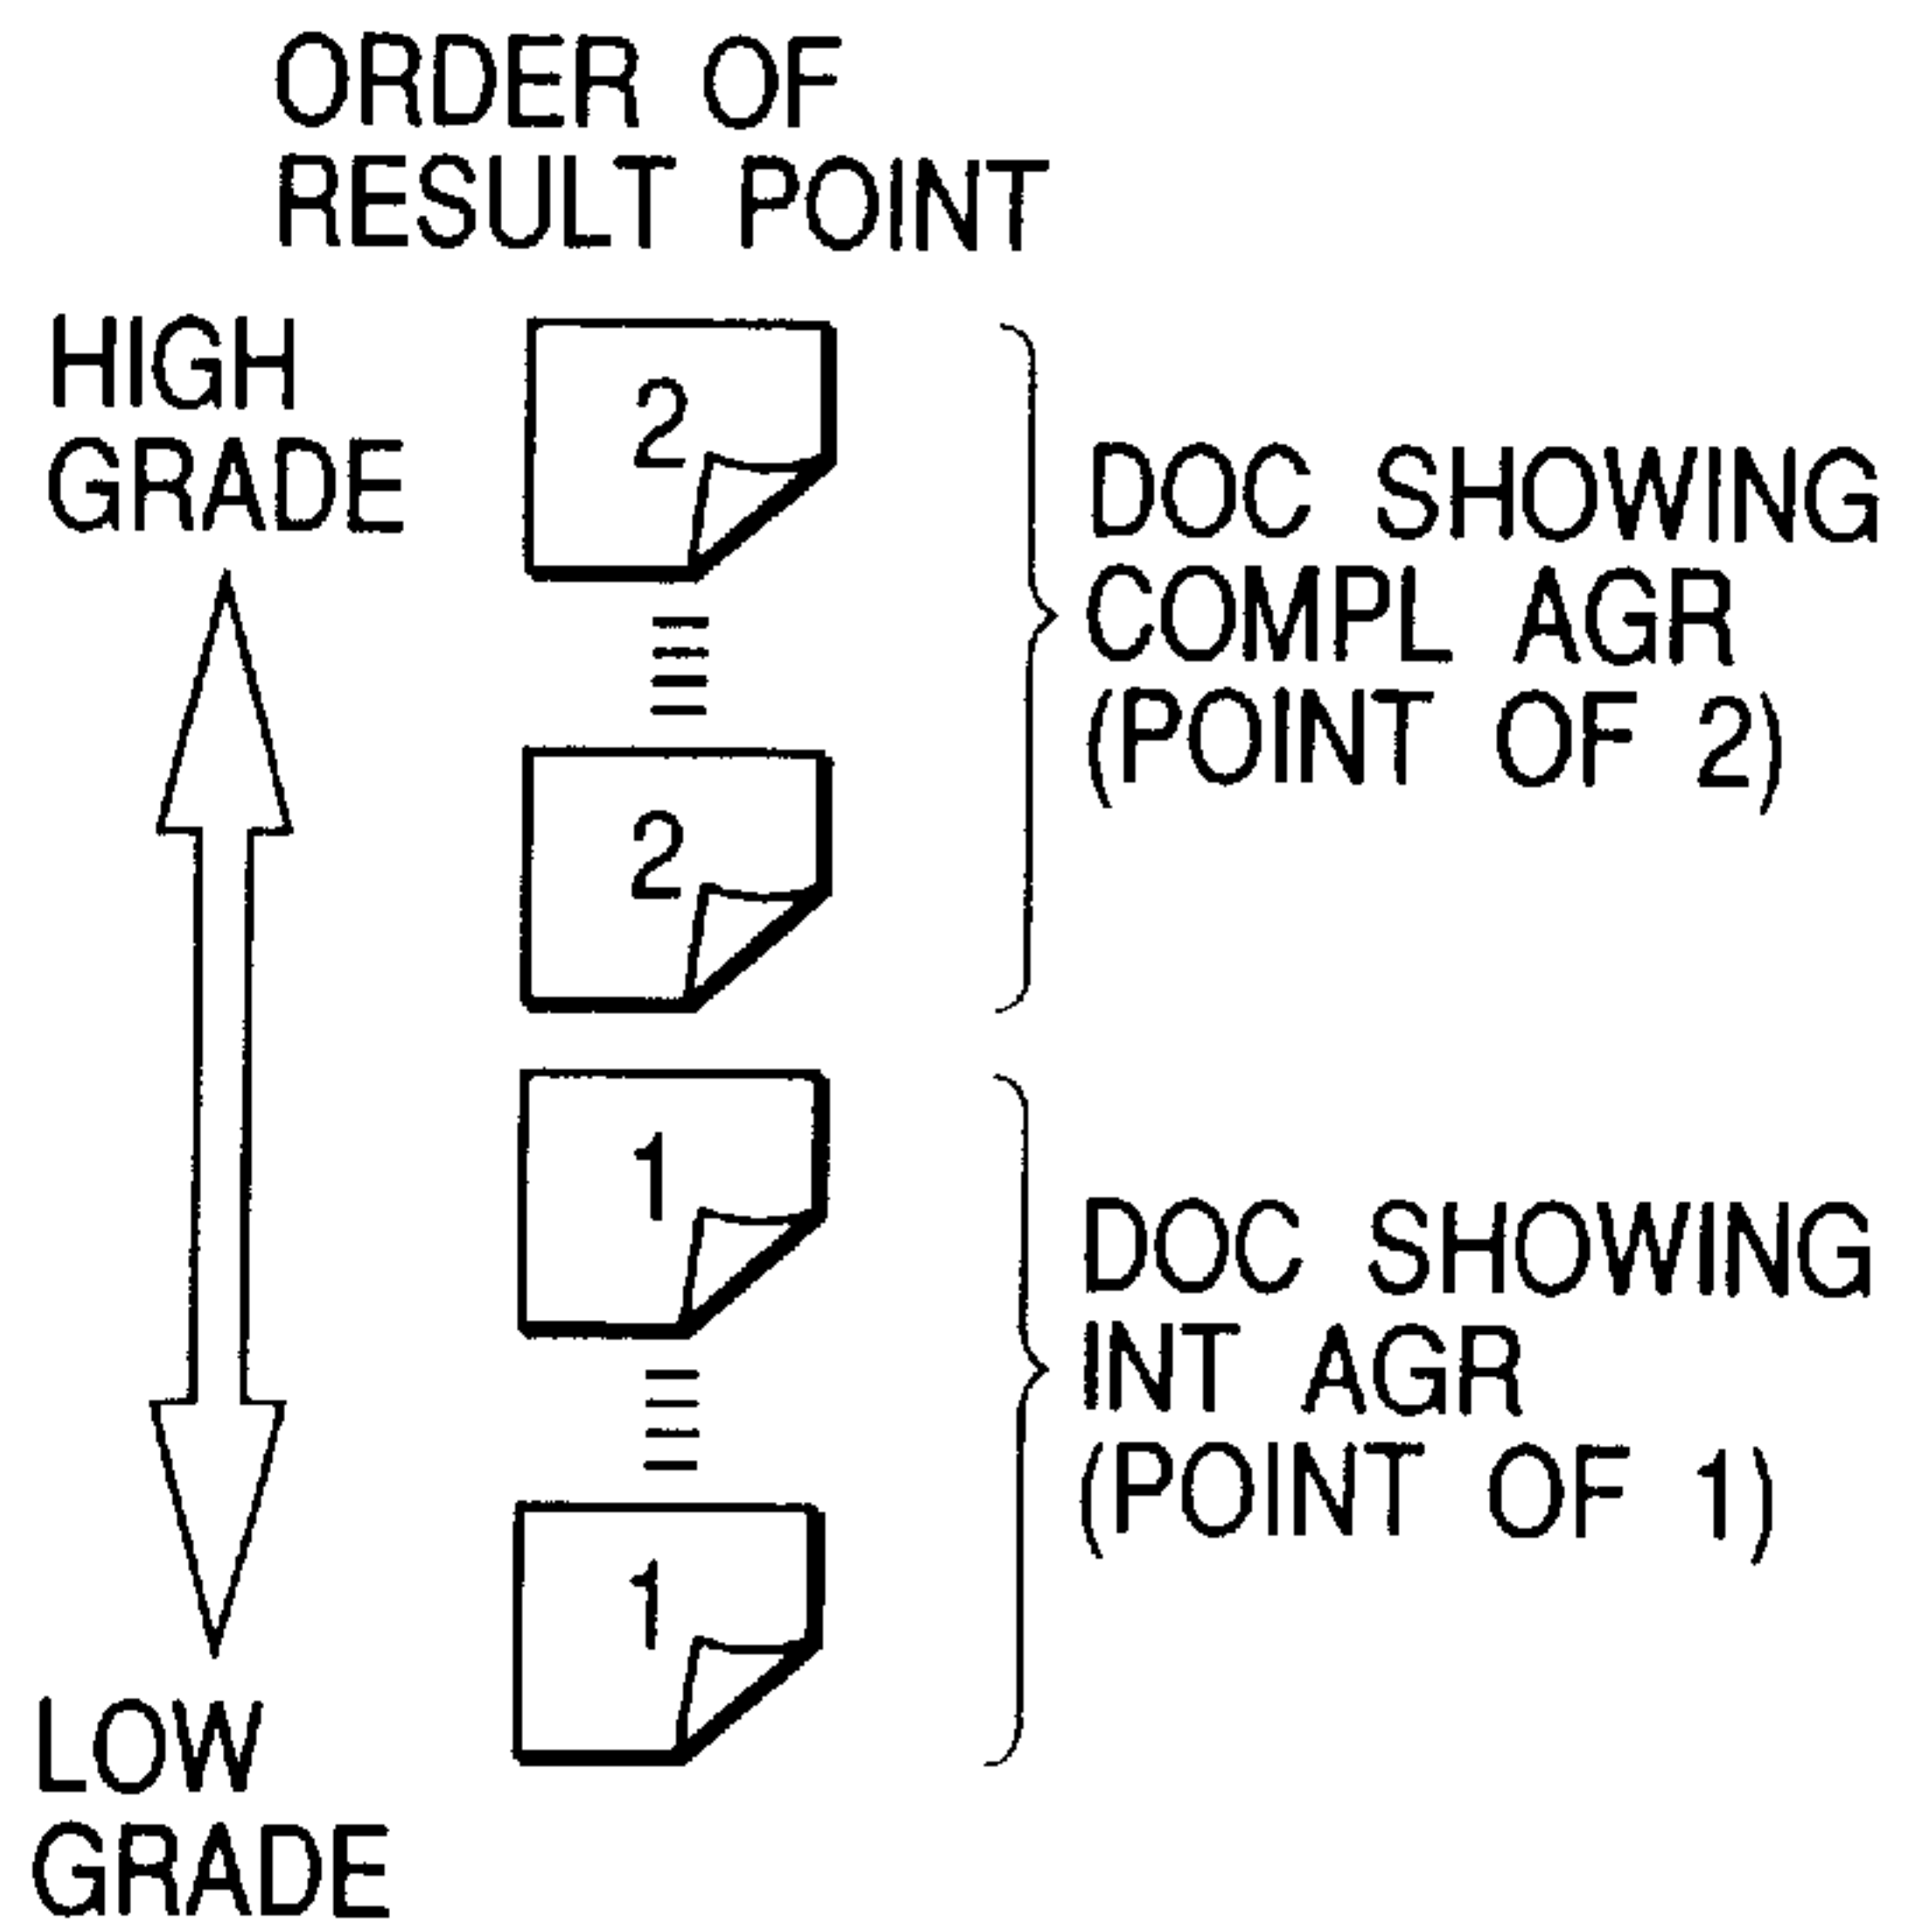 ORDER OF
RESULT POINT
HIGH
GRADE
2
DOC SHOWING
COMPL AGR
(POINT OF 2)
2
1
DOC SHOWING
INT AGR
(POINT OF 1)
1
LOW
GRADE